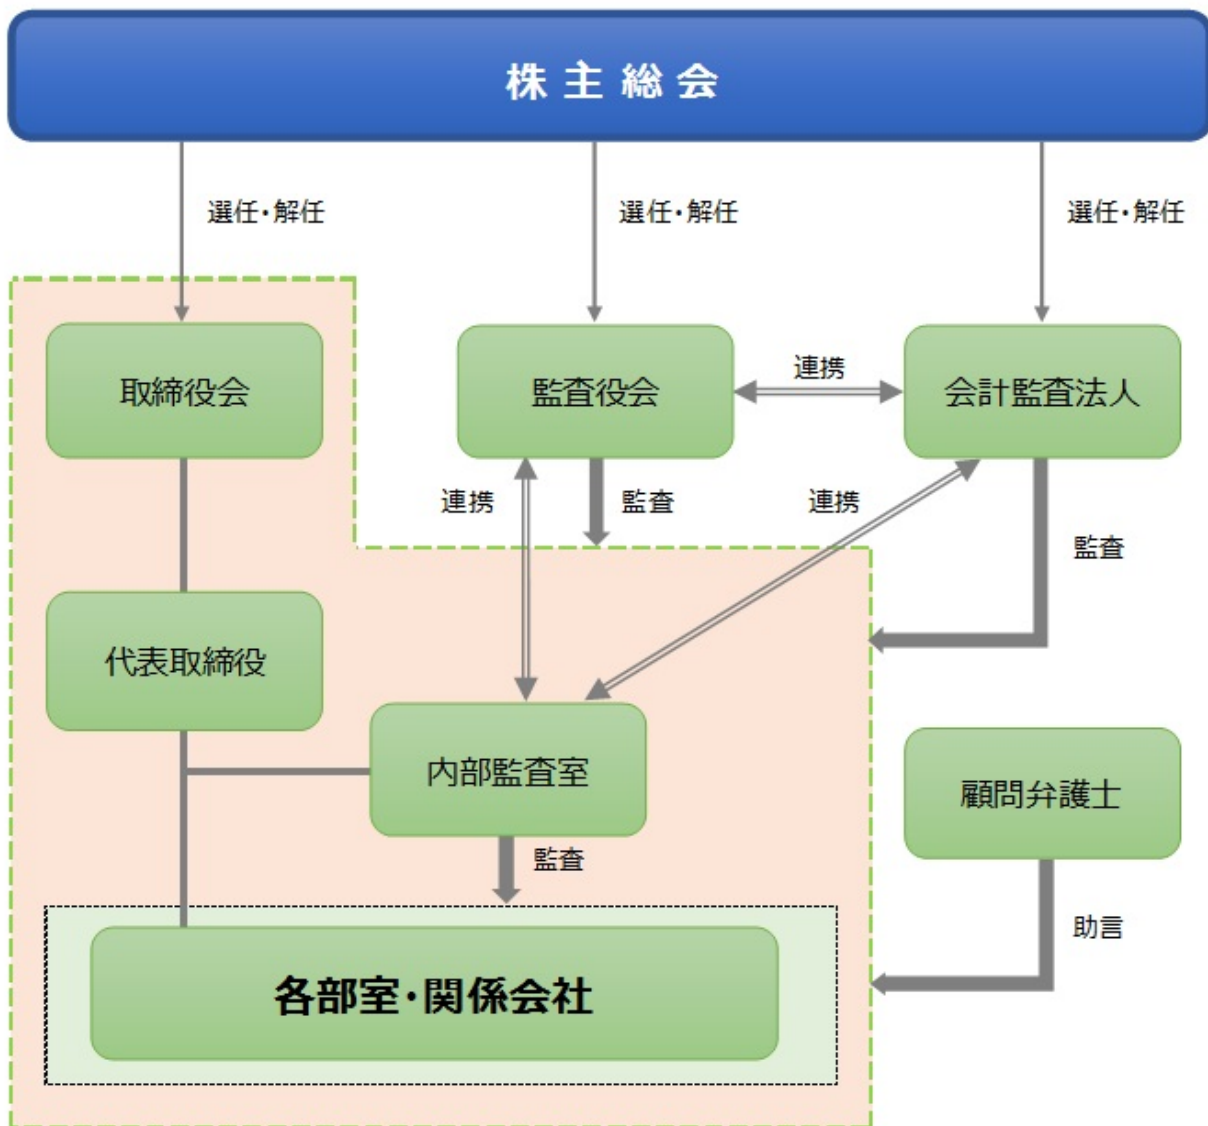 株主総会
選任・解任
選任・解任
選任・解任
取締役会
監査役会
連携
会計監査法人
連携
監査
連携
監査
代表取締役
内部監査室
顧問弁護士
監査
助言
各部室・関係会社